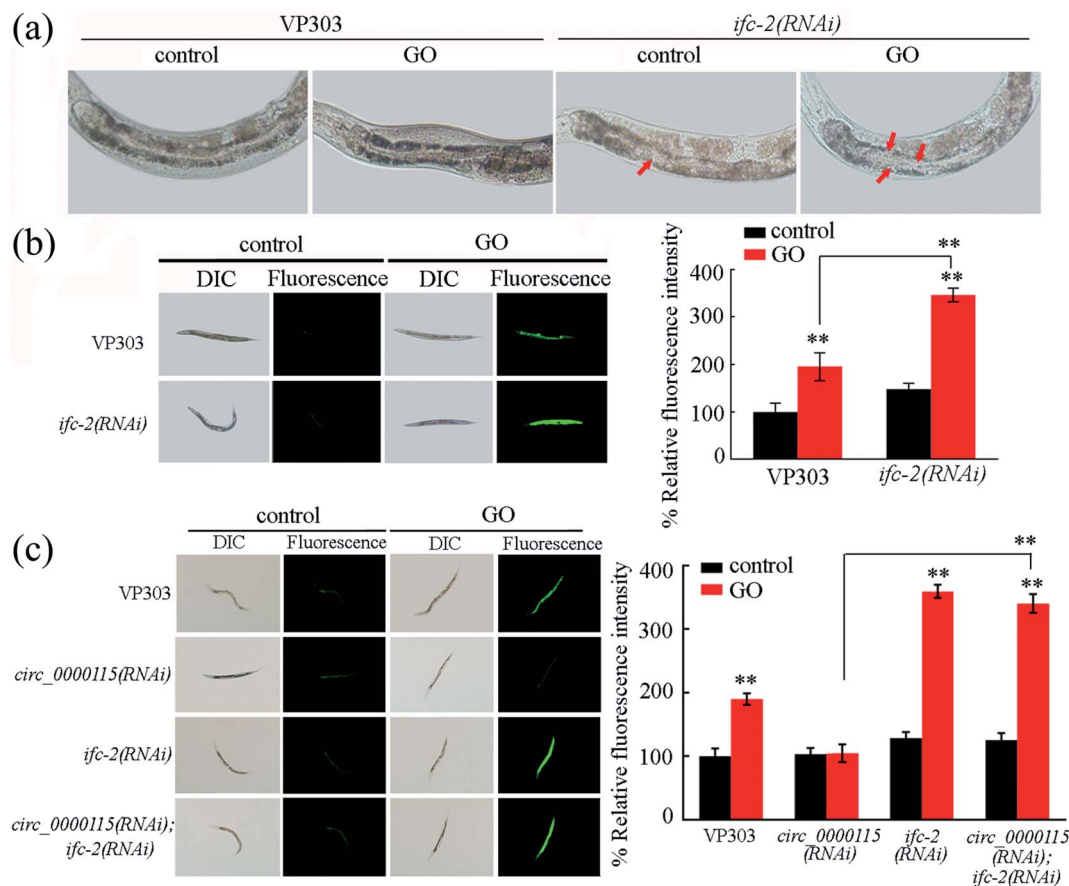 (a)
VP303
ifc-2(RNAi)
control
GO
control
GO
(b)
control
GO
DIC
Fluorescence
DIC
Fluorescence
VP303
ifc-2(RNAi)
% Relative fluorescence intensity
control
GO
**
**
**
400
300
200
100
0
VP303
ifc-2(RNAi)
(c)
control
GO
DIC
Fluorescence
DIC
Fluorescence
VP303
circ_0000115(RNAi)
ifc-2(RNAi)
circ_0000115(RNAi);
ifc-2(RNAi)
% Relative fluorescence intensity
control
GO
**
**
**
**
400
300
200
100
0
VP303
circ_0000115
(RNAi)
ifc-2
(RNAi)
circ_0000115
(RNAi);
ifc-2(RNAi)